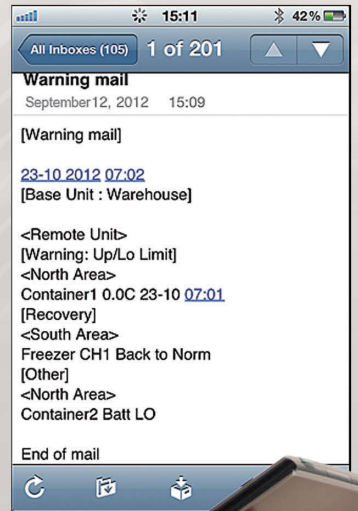 15:11
42%
All Inboxes (105)
1 of 201
Warning mail
September12, 2012 15:09
[Warning mail]
23-10 2012 07:02
[Base Unit : Warehouse]
<Remote Unit>
[Warning: Up/Lo Limit]
<North Area>
Container1 0.0C 23-10 07:01
[Recovery]
<South Area>
Freezer CH1 Back to Norm
[Other]
<North Area>
Container2 Batt LO
End of mail